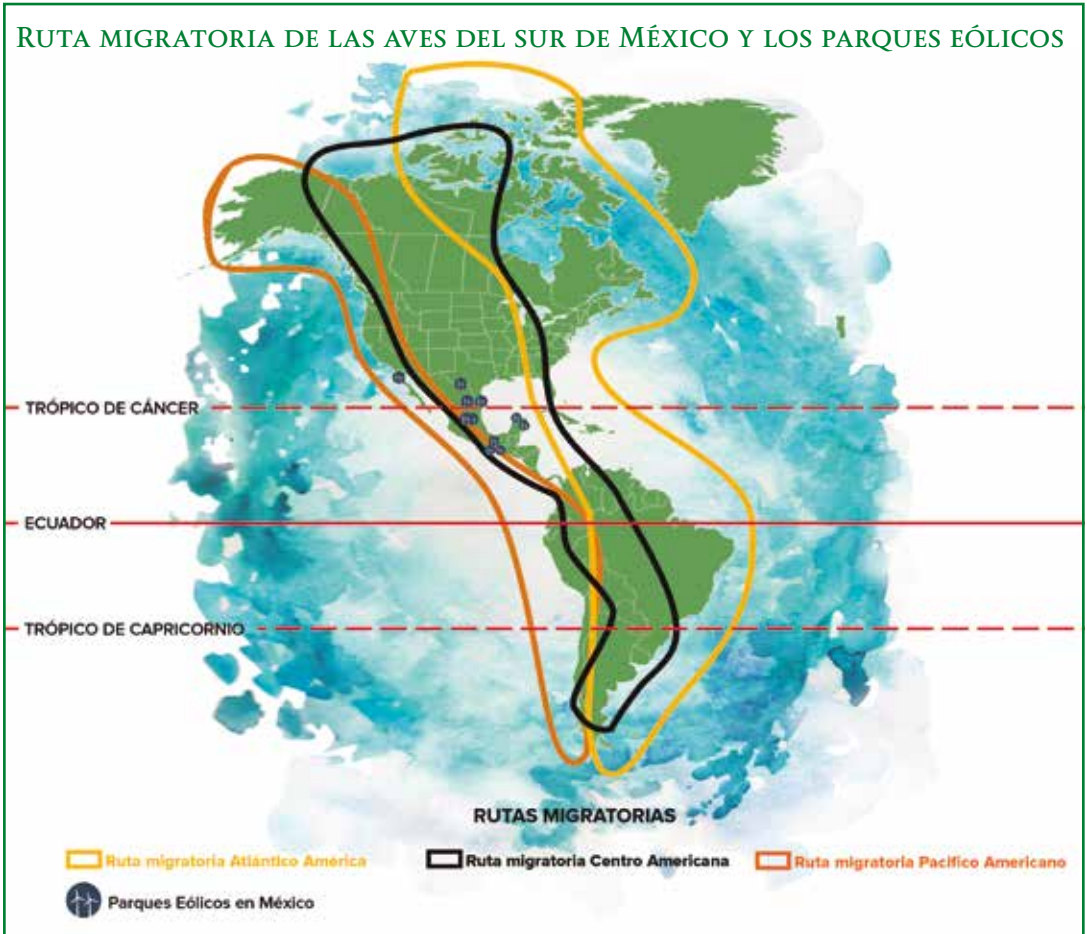 Ruta migratoria de las aves del sur de México y los parques eólicos
TRÓPICO DE CÁNCER
ECUADOR
TRÓPICO DE CAPRICORNIO
RUTAS MIGRATORIAS
Ruta migratoria Atlántico América
Ruta migratoria Centro Americana
Ruta migratoria Pacifico Americano
Parques Eólicos en México